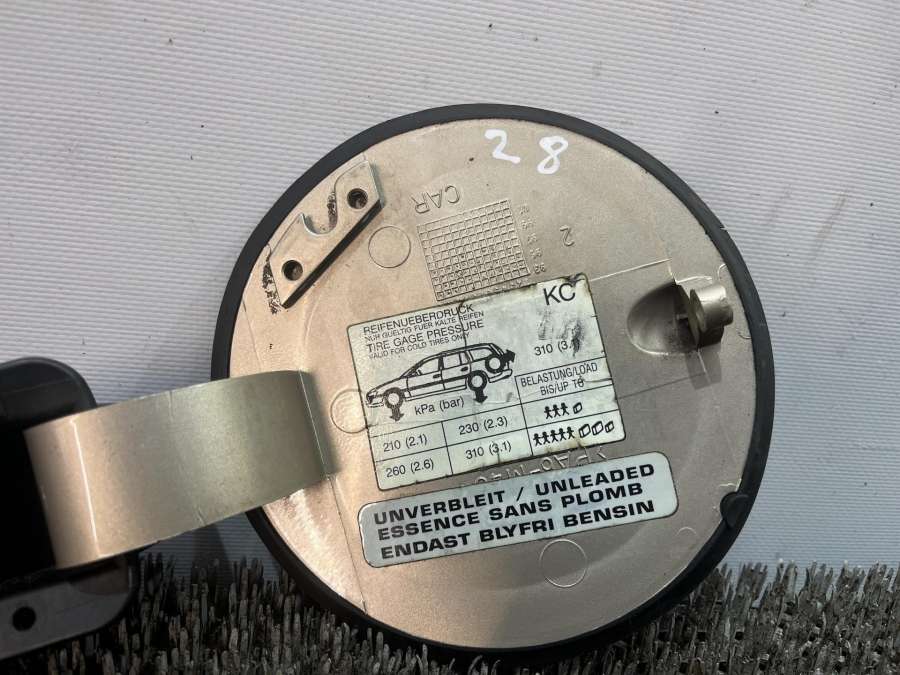 28
CAR
2
KC
REIFENUEBERDRUCK
NUR GUELTIG FUER KALTE REIFEN
TIRE GAGE PRESSURE
VALID FOR COLD TIRES ONLY
310 (3.1)
BELASTUNG/LOAD
BIS/UP TO
kPa (bar)
210 (2.1) 230 (2.3)
260 (2.6) 310 (3.1)
UNVERBLEIT / UNLEADED
ESSENCE SANS PLOMB
ENDAST BLYFRI BENSIN